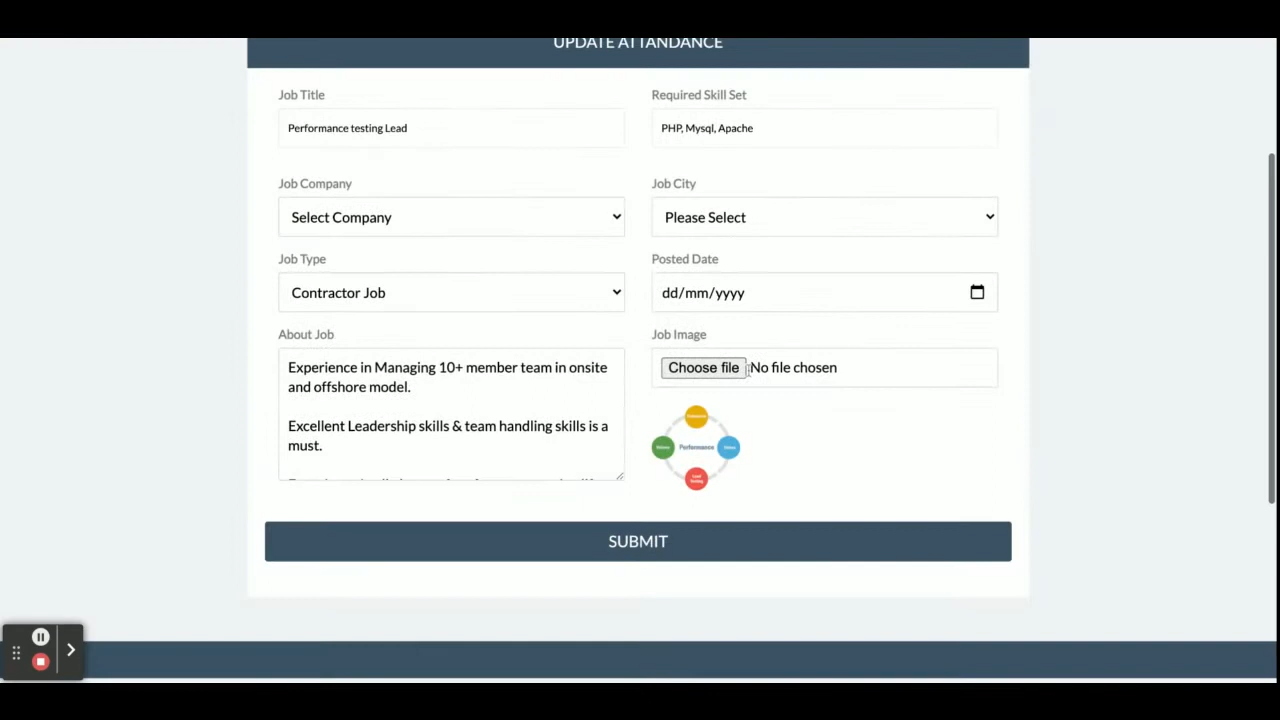 UPDATE ATTANDANCE
Job Title
Required Skill Set
Performance testing Lead
PHP, Mysql, Apache
Job Company
Job City
Select Company
Please Select
Job Type
Posted Date
Contractor Job
dd/mm/yyyy
About Job
Job Image
Experience in Managing 10+ member team in onsite
and offshore model.
Excellent Leadership skills & team handling skills is a
must.
Choose file No file chosen
Performance
SUBMIT